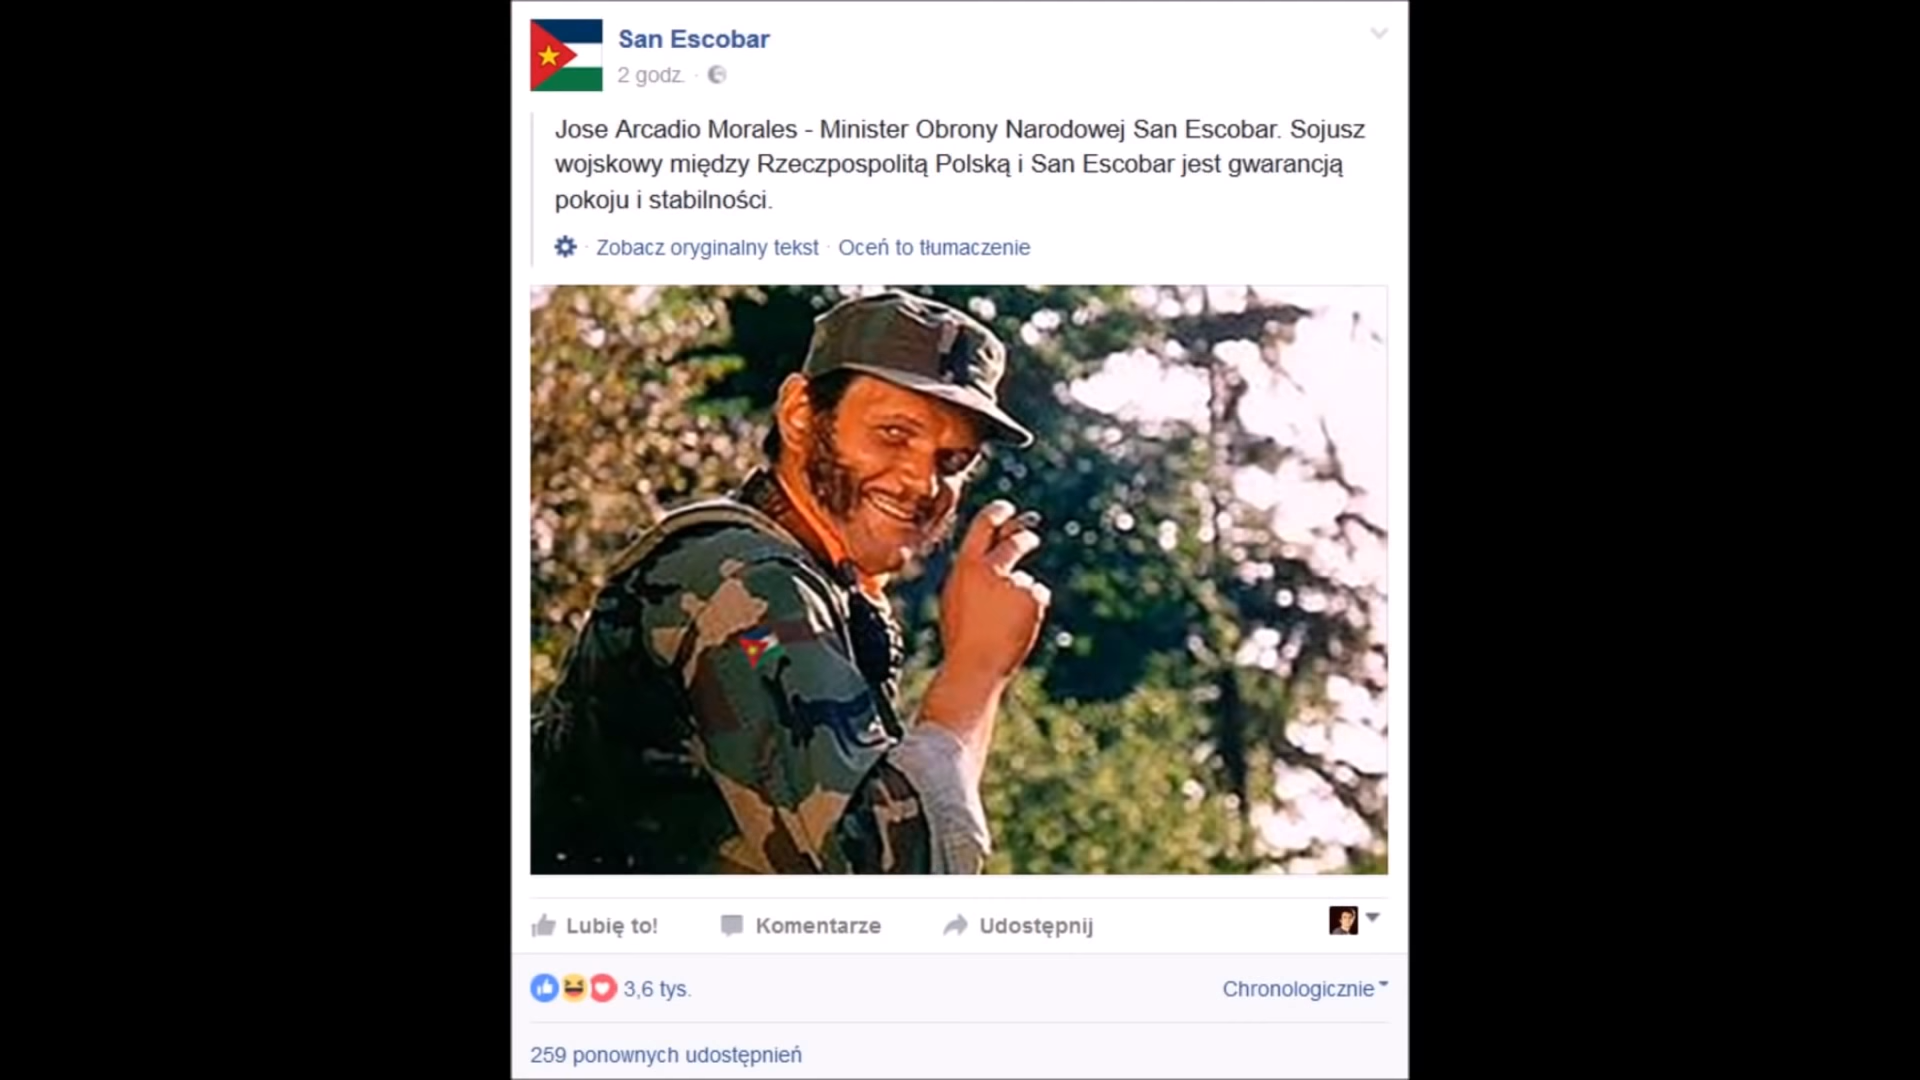 San Escobar
2 godz. ·
Jose Arcadio Morales - Minister Obrony Narodowej San Escobar. Sojusz
wojskowy między Rzeczpospolitą Polską i San Escobar jest gwarancją
pokoju i stabilności.
· Zobacz oryginalny tekst · Oceń to tłumaczenie
Lubię to! Komentarze Udostępnij
3,6 tys. Chronologicznie
259 ponownych udostępnień